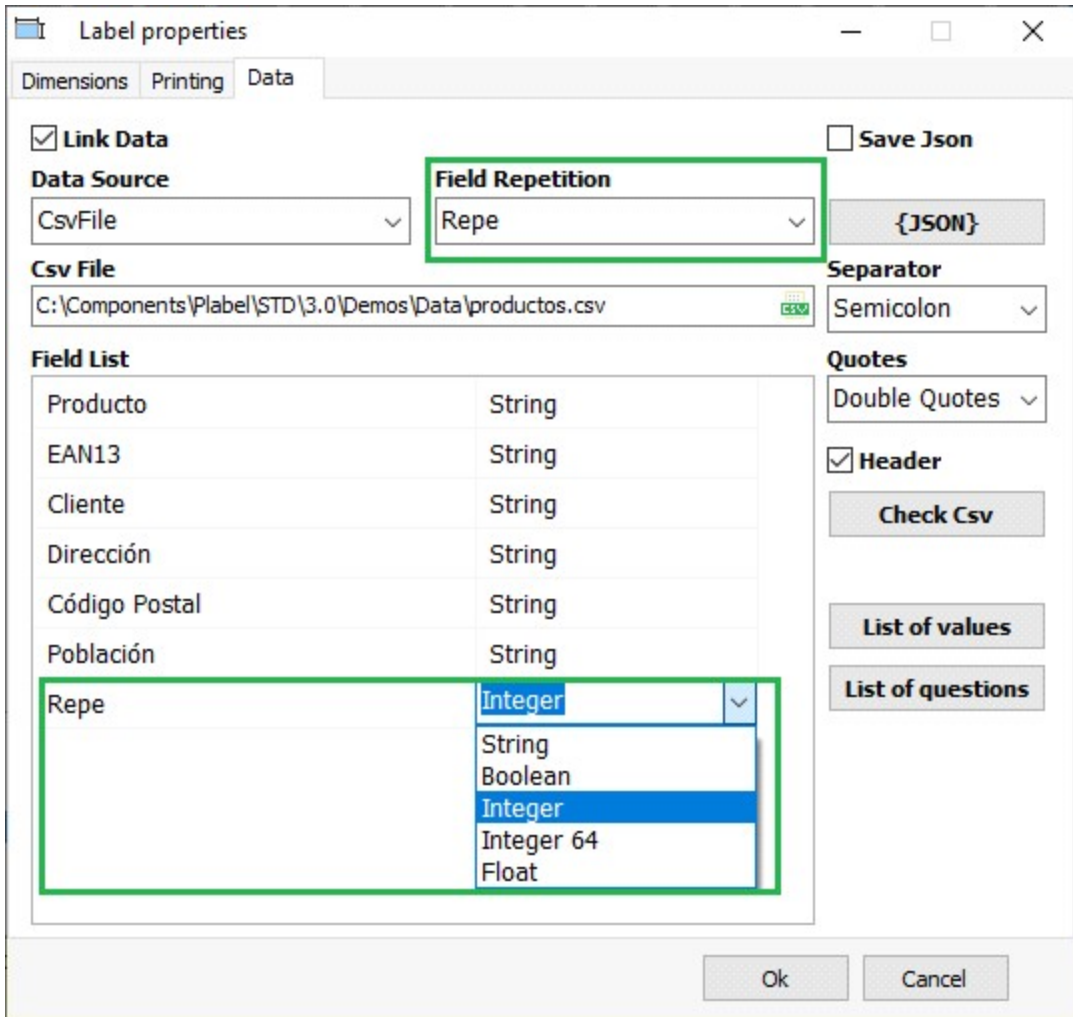 Label properties
Dimensions Printing Data
Link Data Save Json
Data Source Field Repetition
CsvFile Repe {JSON}
Csv File Separator
C:\Components\Plabel\STD\3.0\Demos\Data\productos.csv CSV Semicolon
Field List Quotes
Producto String Double Quotes
EAN13 String Header
Cliente String Check Csv
Dirección String
Código Postal String List of values
Población String
Repe Integer List of questions
String
Boolean
Integer
Integer 64
Float
Ok Cancel